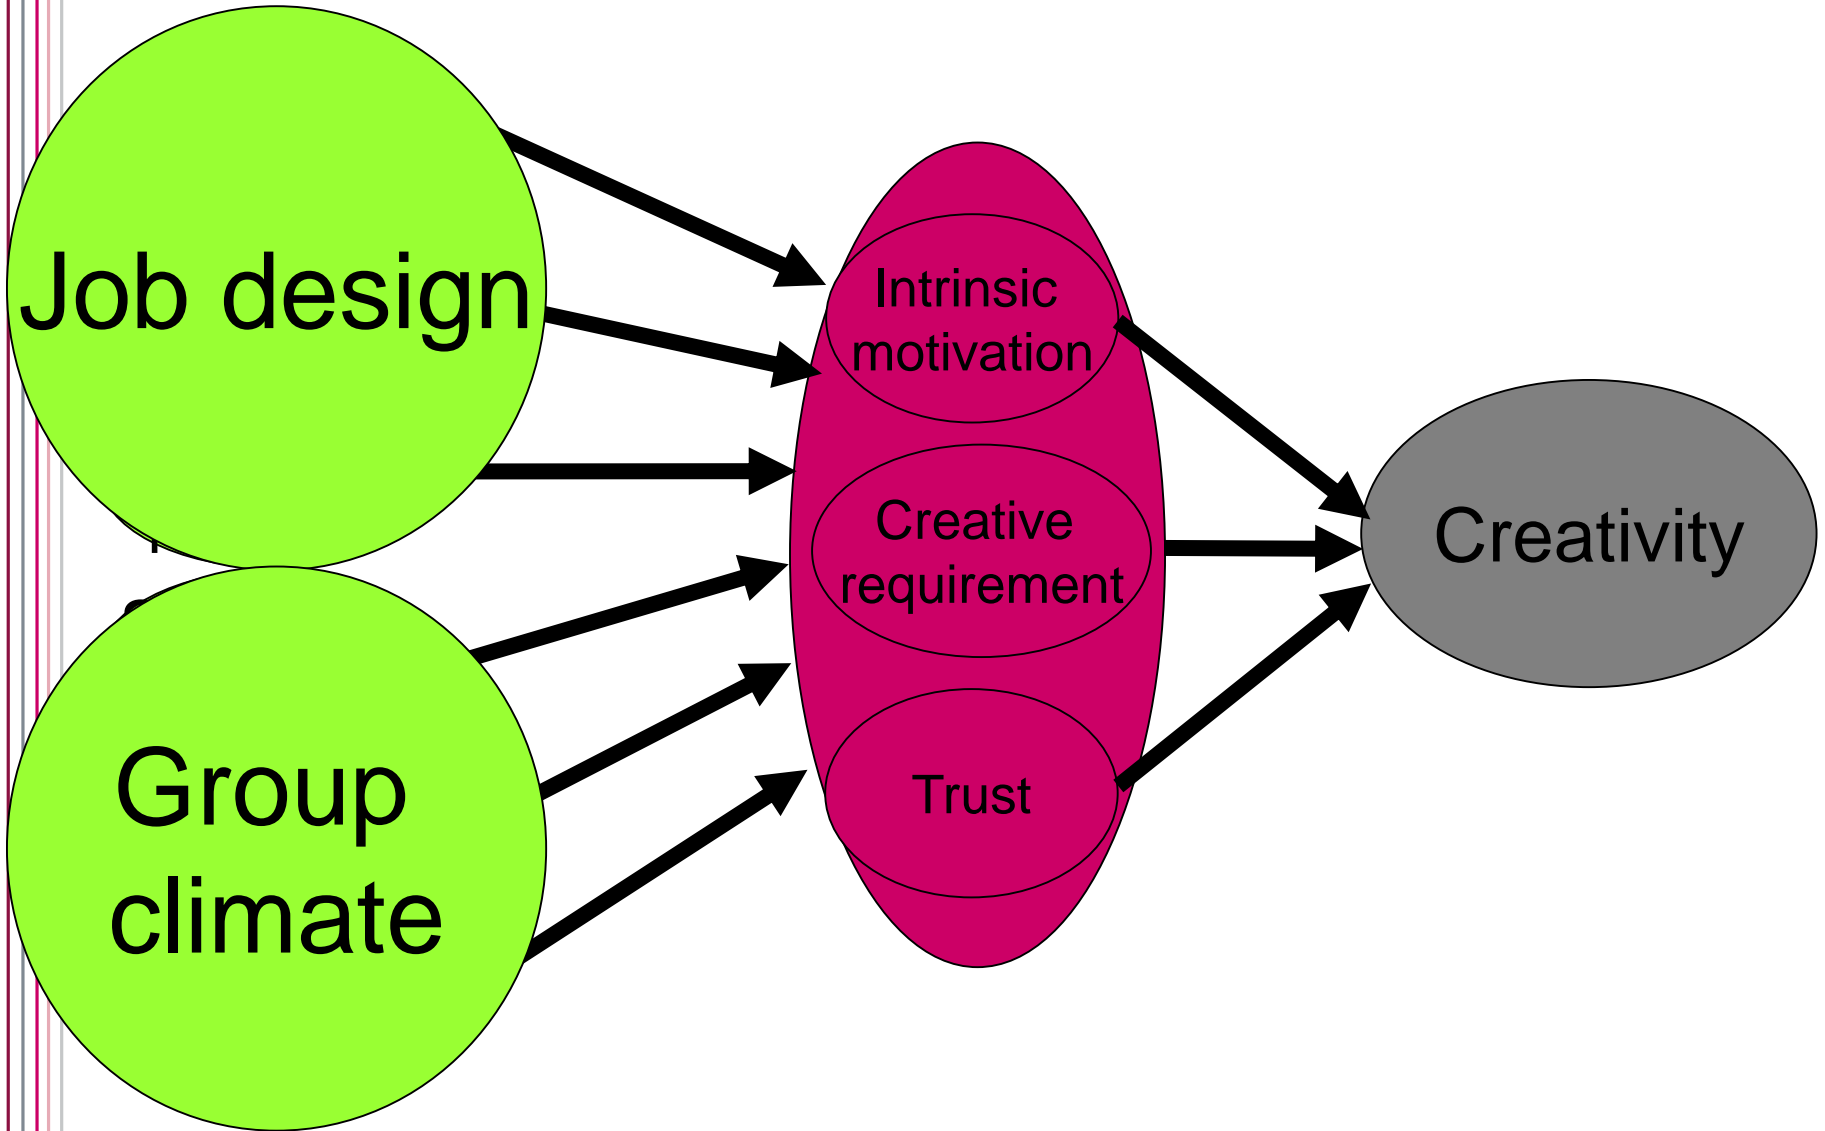 Job design
Group
climate
Intrinsic
motivation
Creative
requirement
Trust
Creativity